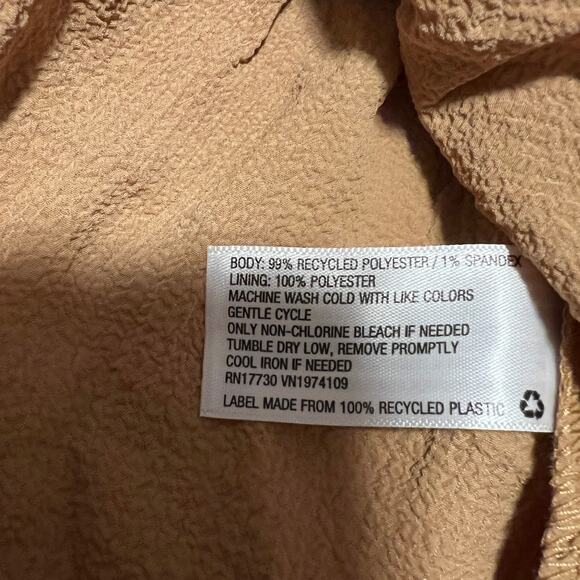 BODY: 99% RECYCLED POLYESTER / 1% SPANDEX
LINING: 100% POLYESTER
MACHINE WASH COLD WITH LIKE COLORS
GENTLE CYCLE
ONLY NON-CHLORINE BLEACH IF NEEDED
TUMBLE DRY LOW, REMOVE PROMPTLY
COOL IRON IF NEEDED
RN17730 VN1974109
LABEL MADE FROM 100% RECYCLED PLASTIC